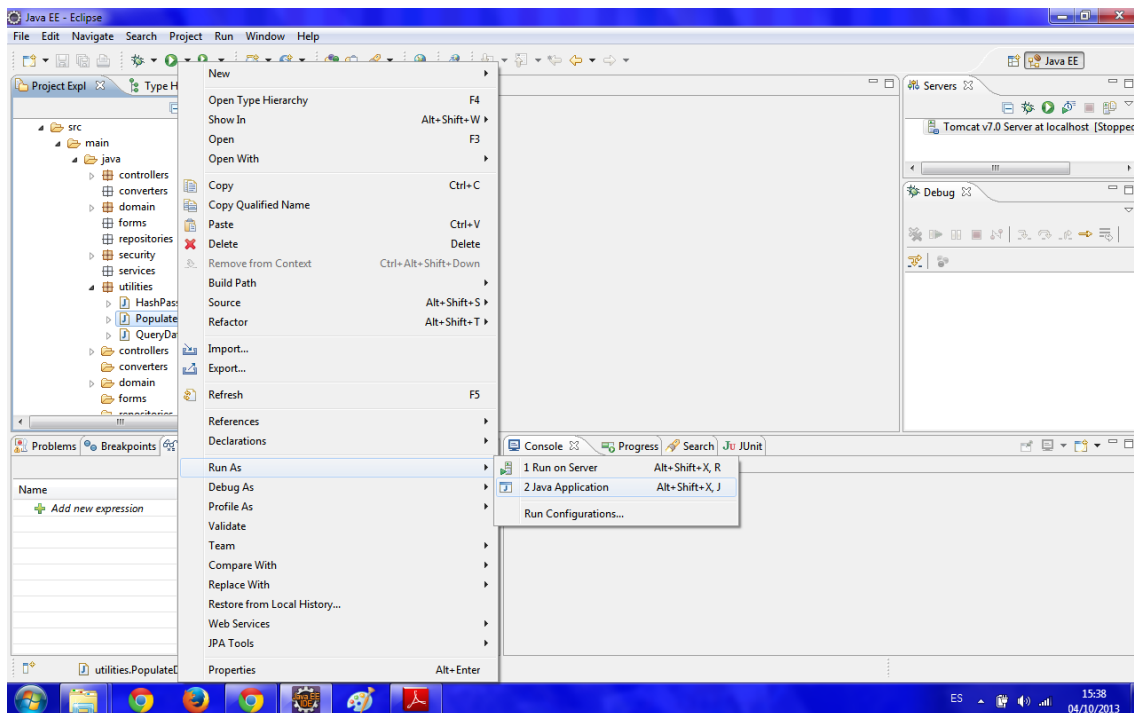 Java EE - Eclipse
File Edit Navigate Search Project Run Window Help
Java EE
Project Expl Type H
src
main
java
controllers
converters
domain
forms
repositories
security
services
utilities
HashPas
Populate
QueryDa
controllers
converters
domain
forms
repositories
New
Open Type Hierarchy F4
Show In Alt+Shift+W
Open F3
Open With
Copy Ctrl+C
Copy Qualified Name
Paste Ctrl+V
Delete Delete
Remove from Context Ctrl+Alt+Shift+Down
Build Path
Source Alt+Shift+S
Refactor Alt+Shift+T
Import...
Export...
Refresh F5
References
Declarations
Run As
Debug As
Profile As
Validate
Team
Compare With
Replace With
Restore from Local History...
Web Services
JPA Tools
Properties Alt+Enter
1 Run on Server Alt+Shift+X, R
2 Java Application Alt+Shift+X, J
Run Configurations...
Servers
Tomcat v7.0 Server at localhost [Stopped
Debug
Problems Breakpoints
Name
Add new expression
Console Progress Search JUnit
utilities.PopulateD
ES
15:38
04/10/2013